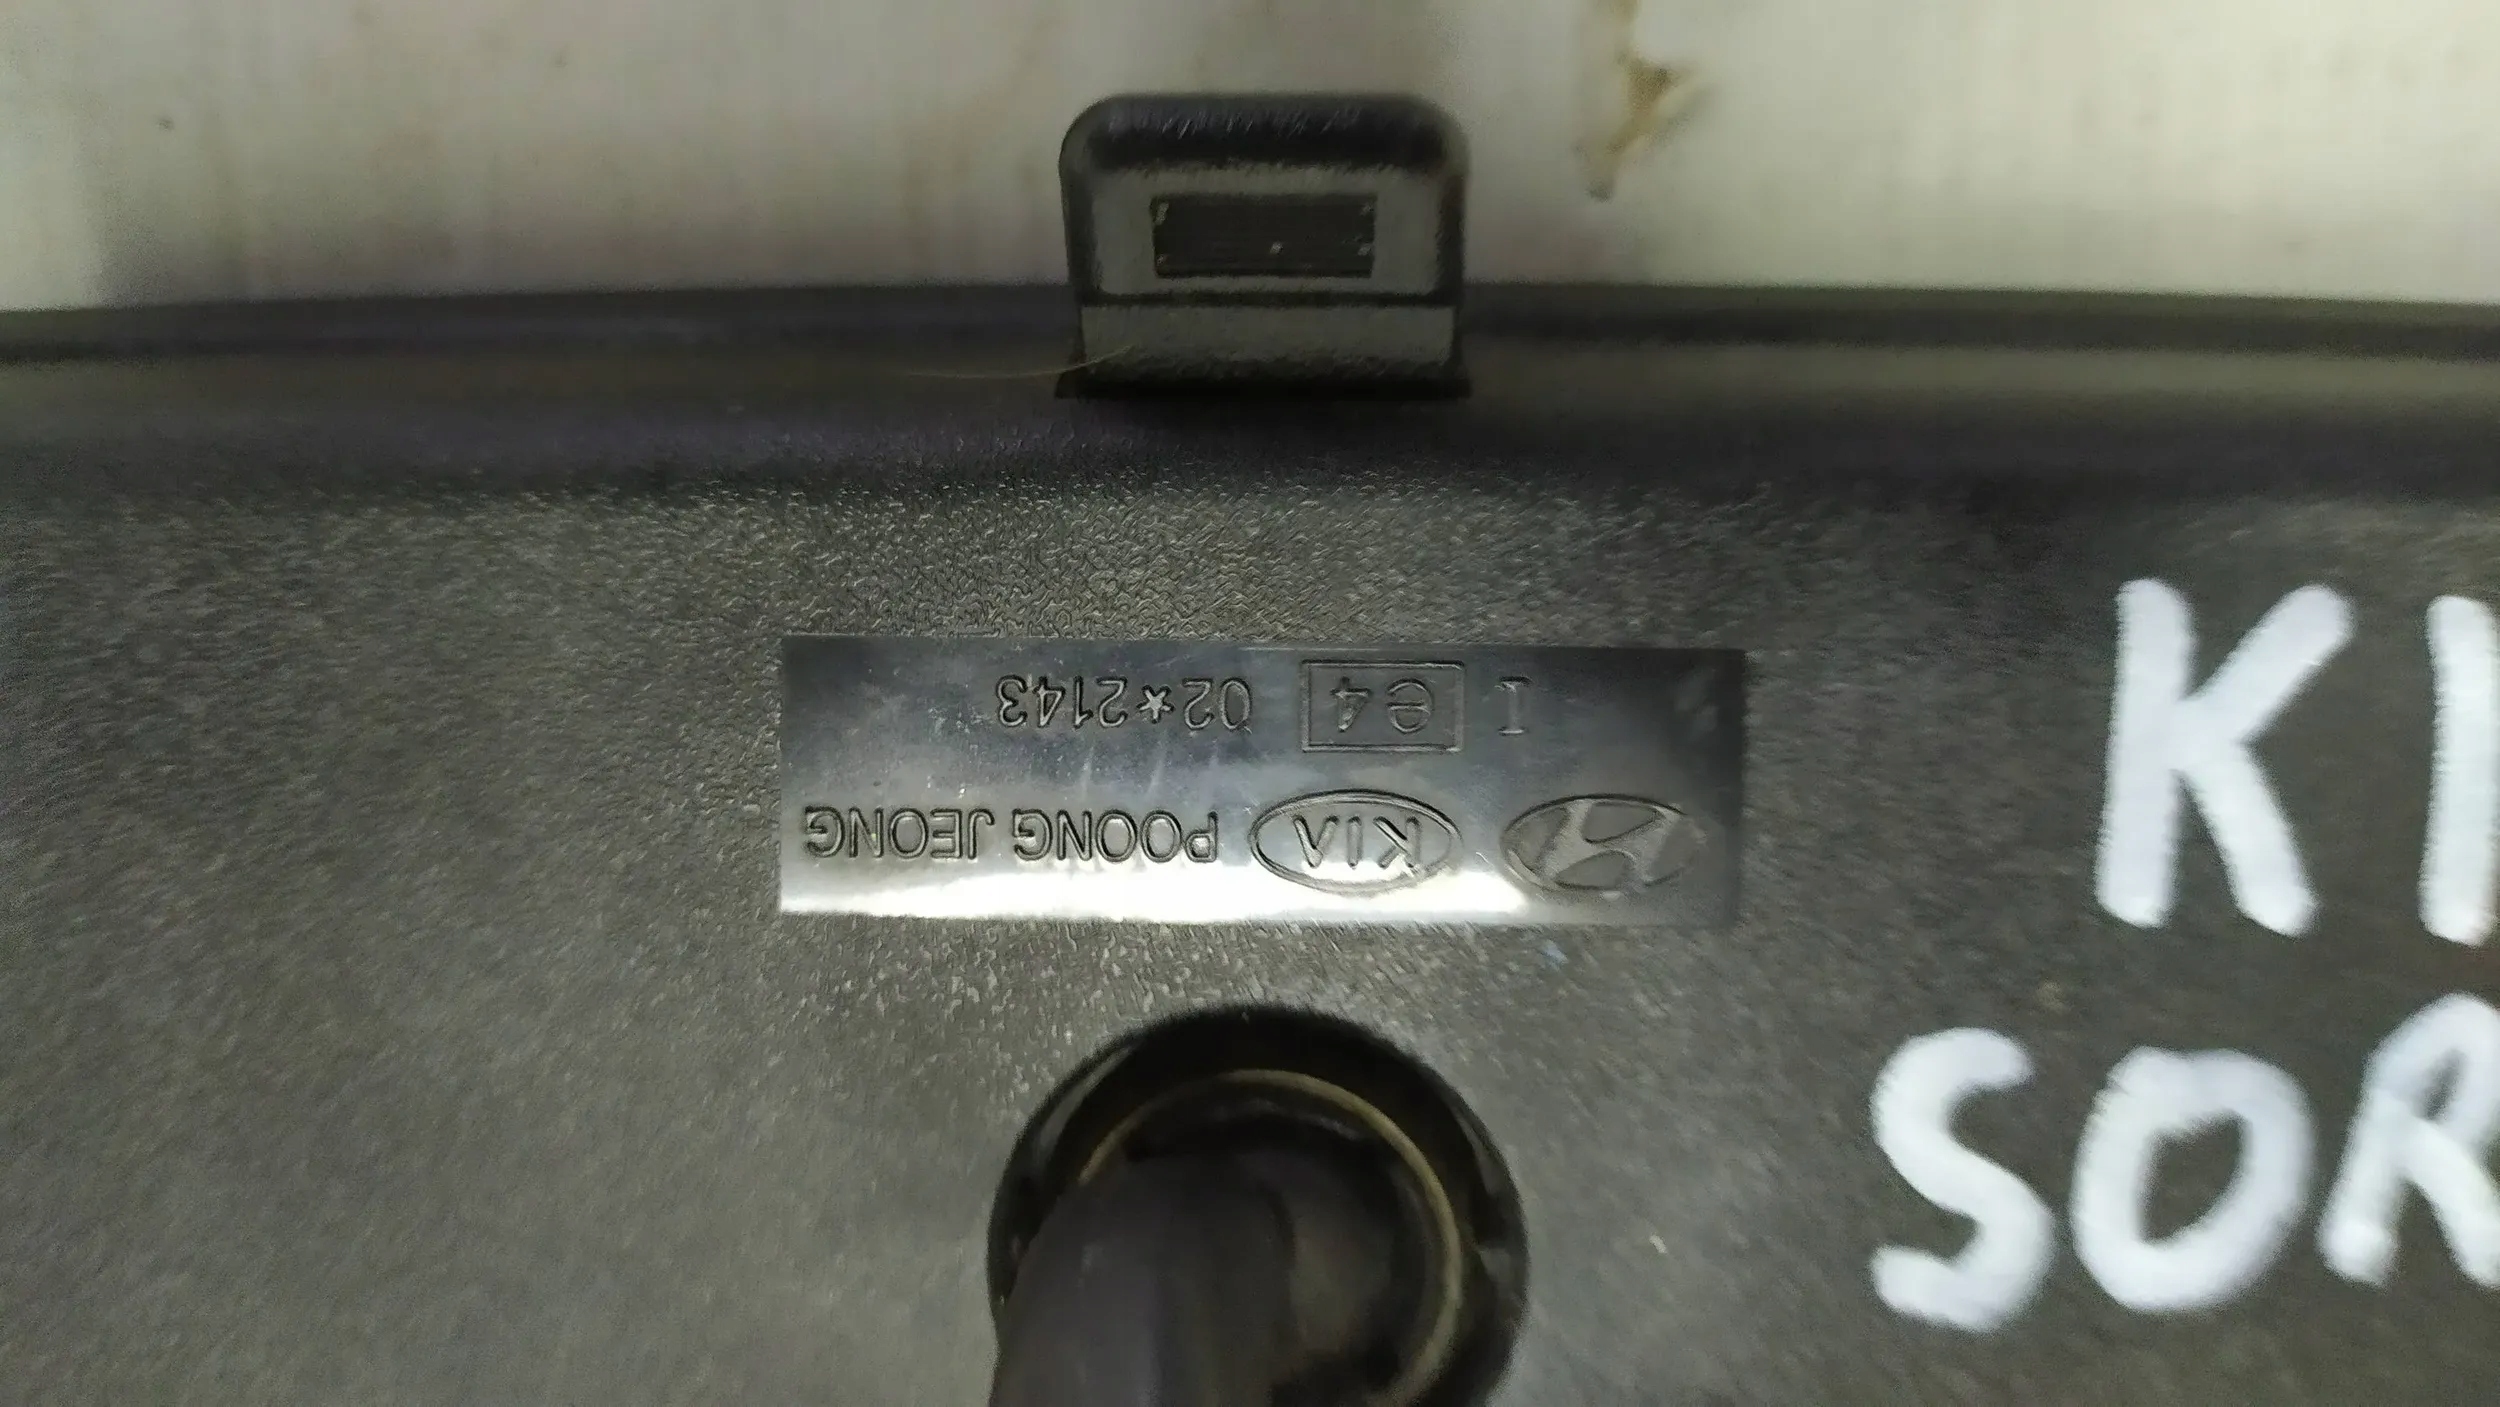 KIA POONG JEONG
I e4 02*2143
KI
SOR